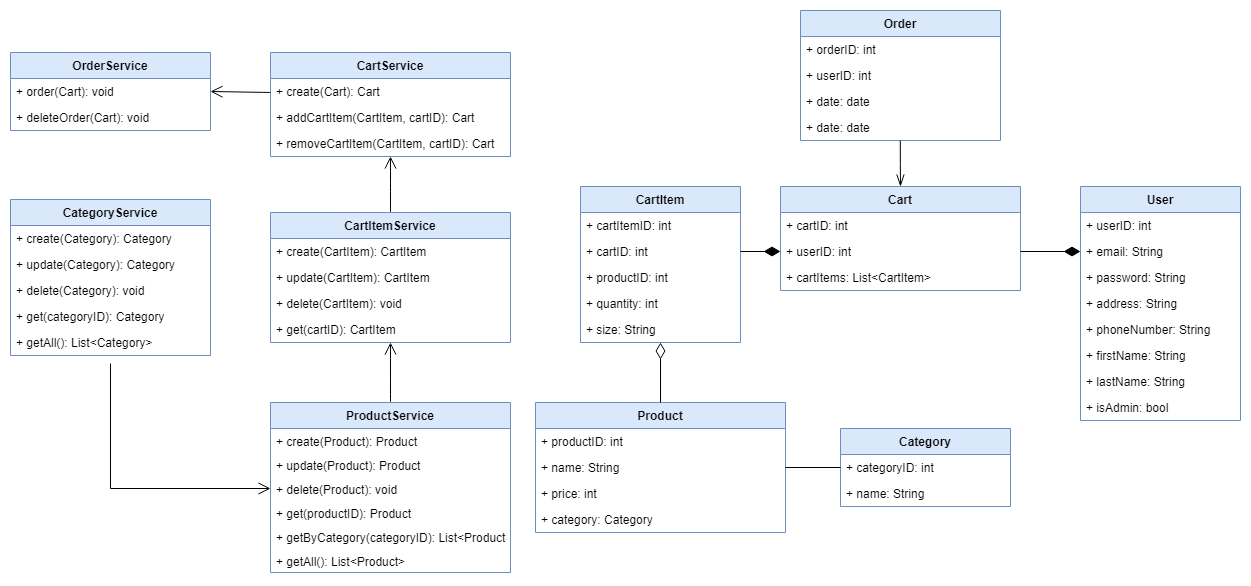 OrderService
+ order(Cart): void
+ deleteOrder(Cart): void
CartService
+ create(Cart): Cart
+ addCartItem(CartItem, cartID): Cart
+ removeCartItem(CartItem, cartID): Cart
Order
+ orderID: int
+ userID: int
+ date: date
+ date: date
CategoryService
+ create(Category): Category
+ update(Category): Category
+ delete(Category): void
+ get(categoryID): Category
+ getAll(): List<Category>
CartItemService
+ create(CartItem): CartItem
+ update(CartItem): CartItem
+ delete(CartItem): void
+ get(cartID): CartItem
CartItem
+ cartItemID: int
+ cartID: int
+ productID: int
+ quantity: int
+ size: String
Cart
+ cartID: int
+ userID: int
+ cartItems: List<CartItem>
User
+ userID: int
+ email: String
+ password: String
+ address: String
+ phoneNumber: String
+ firstName: String
+ lastName: String
+ isAdmin: bool
ProductService
+ create(Product): Product
+ update(Product): Product
+ delete(Product): void
+ get(productID): Product
+ getByCategory(categoryID): List<Product
+ getAll(): List<Product>
Product
+ productID: int
+ name: String
+ price: int
+ category: Category
Category
+ categoryID: int
+ name: String